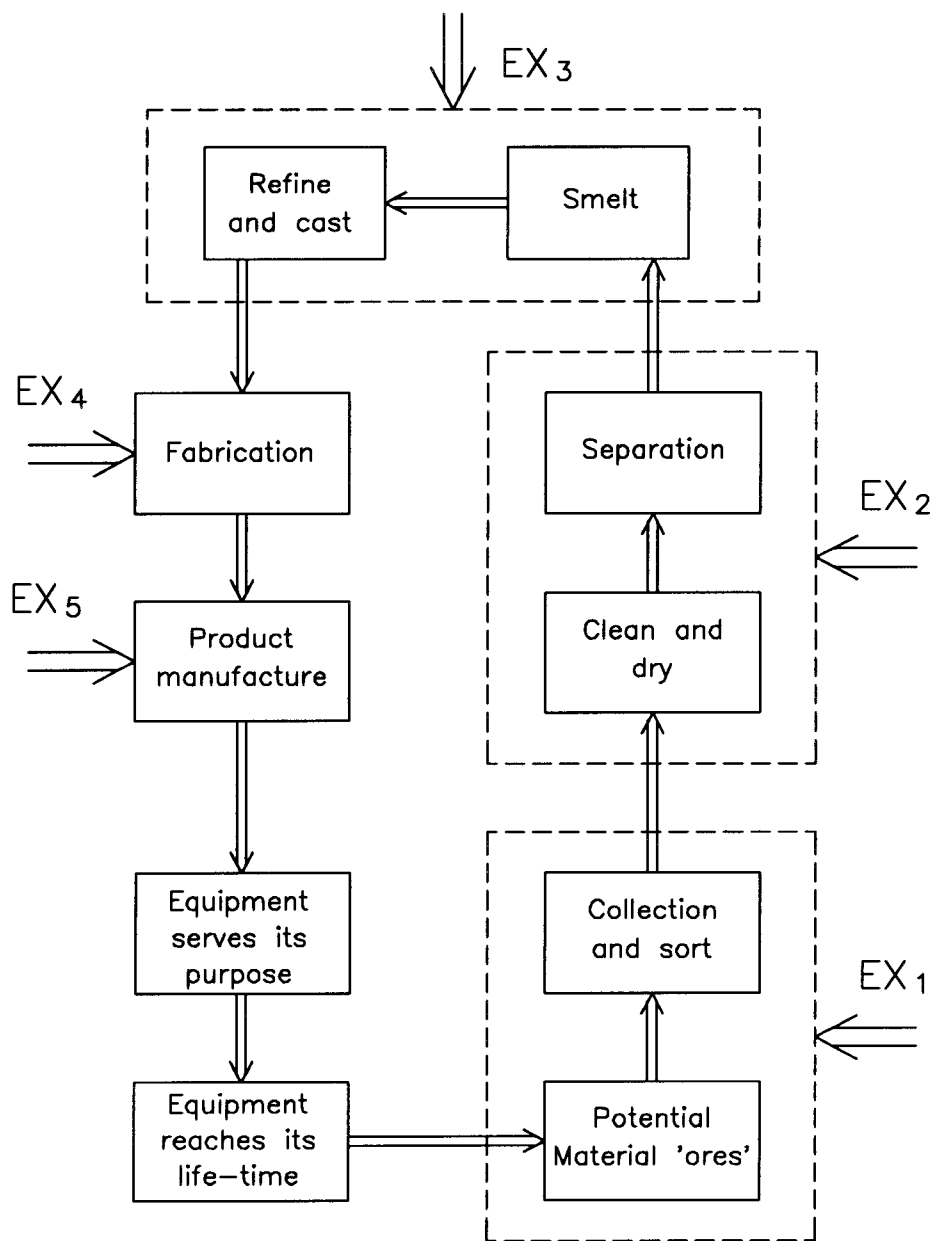 EX3
Refine
and cast
Smelt
EX4
Fabrication
Separation
EX2
EX5
Product
manufacture
Clean and
dry
Equipment
serves its
purpose
Collection
and sort
EX1
Equipment
reaches its
life-time
Potential
Material 'ores'